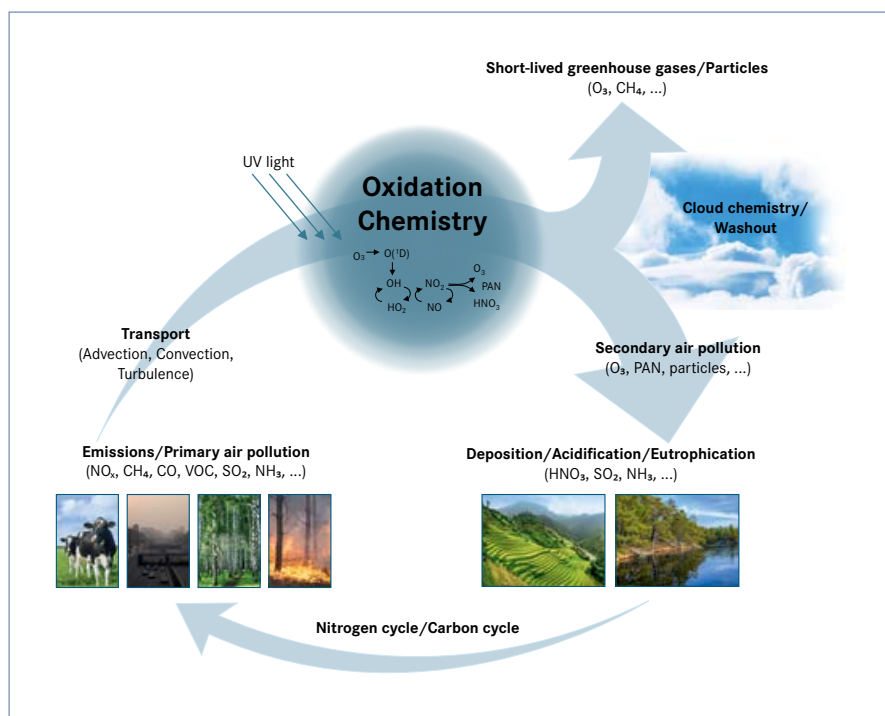 Short-lived greenhouse gases/Particles
(O₃, CH₄, ...)
UV light
Oxidation
Chemistry
Cloud chemistry/
Washout
O₃ → O(¹D)
O₃
OH
NO₂
PAN
HO₂
NO
HNO₃
Transport
(Advection, Convection,
Turbulence)
Secondary air pollution
(O₃, PAN, particles, ...)
Emissions/Primary air pollution
(NOₓ, CH₄, CO, VOC, SO₂, NH₃, ...)
Deposition/Acidification/Eutrophication
(HNO₃, SO₂, NH₃, ...)
Nitrogen cycle/Carbon cycle